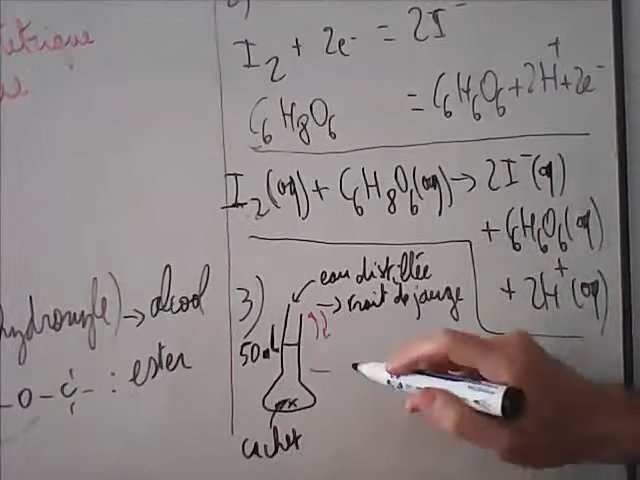 I₂ + 2e⁻ = 2I⁻
C₆H₈O₆ = C₆H₆O₆ + 2H⁺ + 2e⁻
I₂(aq) + C₆H₈O₆(aq) → 2I⁻(aq)
+ C₆H₆O₆(aq)
+ 2H⁺(aq)
hydroxyle) → alcool
- O - C - : ester
3)
eau distillée
→ trait de jauge
50mL
cachet